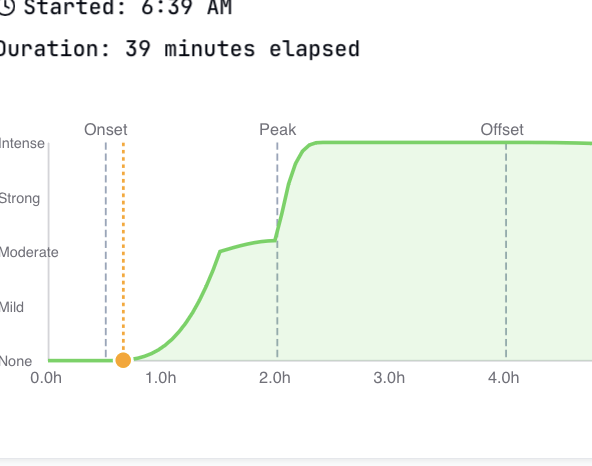 Started: 6:39 AM
Duration: 39 minutes elapsed
Onset Peak Offset
Intense
Strong
Moderate
Mild
None
0.0h 1.0h 2.0h 3.0h 4.0h